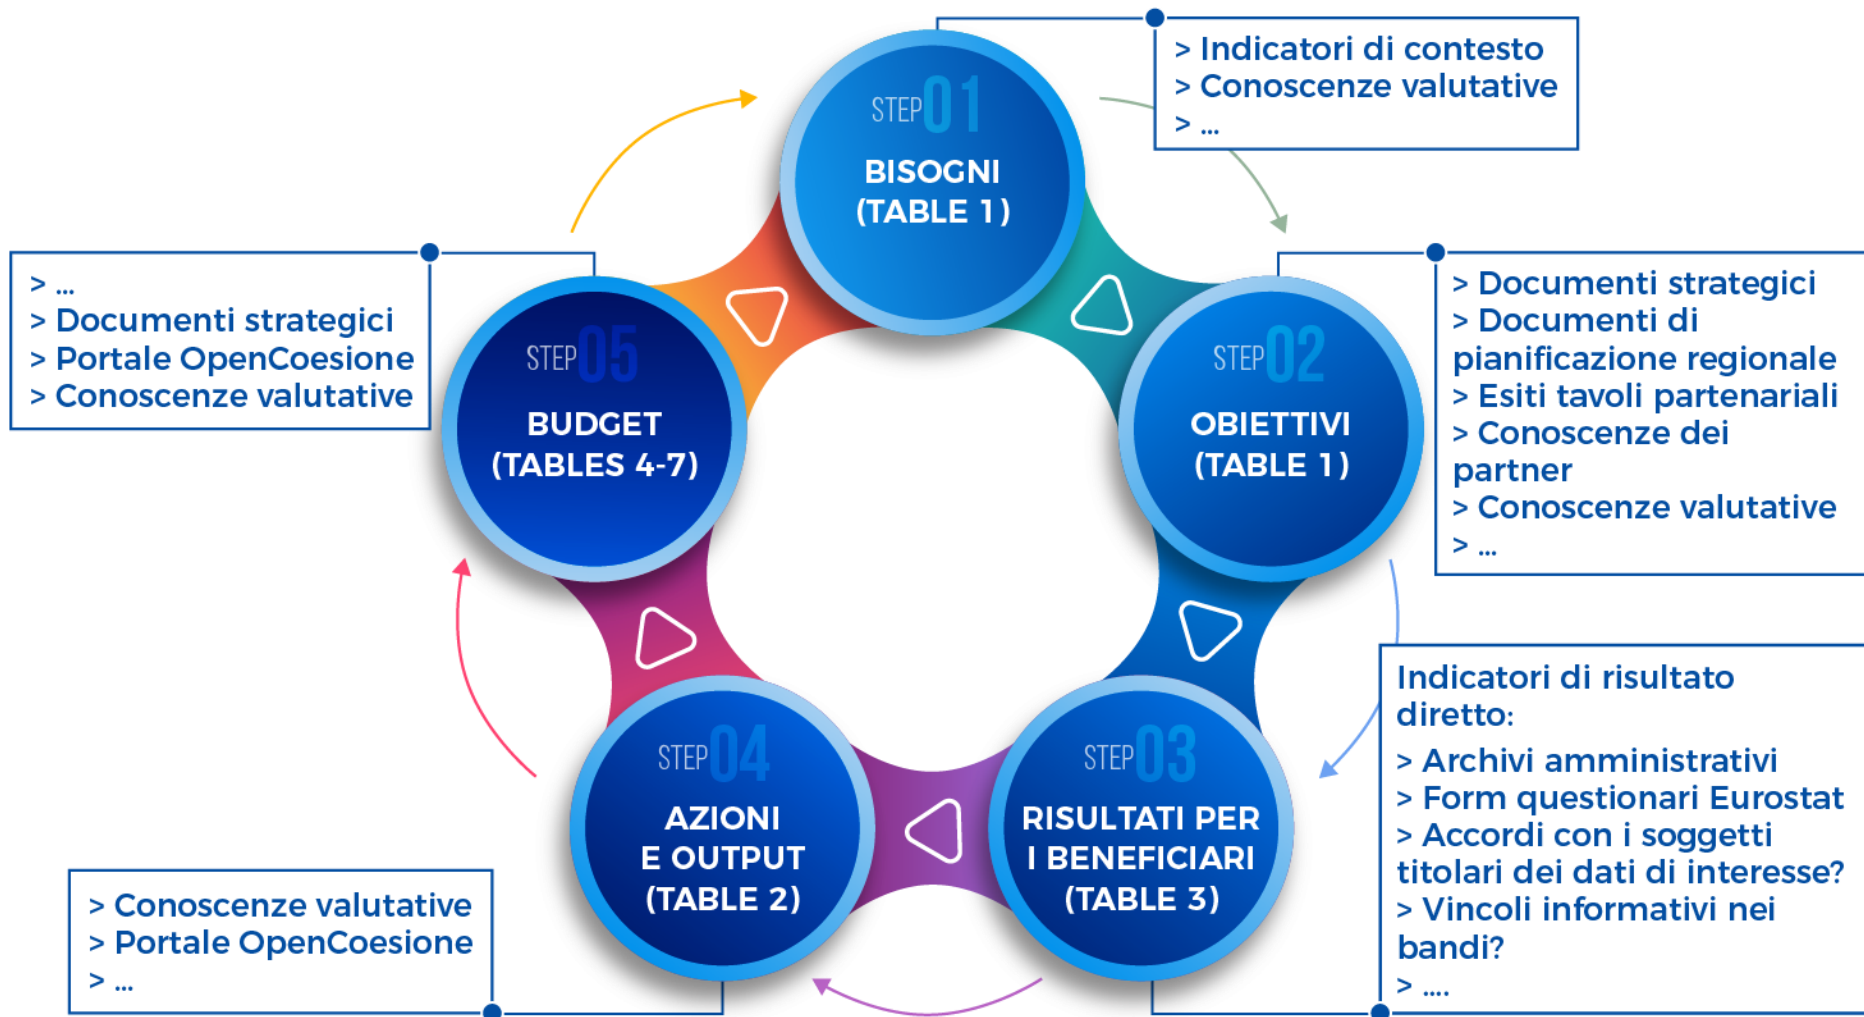 STEP 01
BISOGNI
(TABLE 1)
> Indicatori di contesto
> Conoscenze valutative
> ...
STEP 02
OBIETTIVI
(TABLE 1)
> Documenti strategici
> Documenti di
pianificazione regionale
> Esiti tavoli partenariali
> Conoscenze dei
partner
> Conoscenze valutative
> ...
STEP 03
RISULTATI PER
I BENEFICIARI
(TABLE 3)
Indicatori di risultato
diretto:
> Archivi amministrativi
> Form questionari Eurostat
> Accordi con i soggetti
titolari dei dati di interesse?
> Vincoli informativi nei
bandi?
> ....
STEP 04
AZIONI
E OUTPUT
(TABLE 2)
> Conoscenze valutative
> Portale OpenCoesione
> ...
STEP 05
BUDGET
(TABLES 4-7)
> ...
> Documenti strategici
> Portale OpenCoesione
> Conoscenze valutative